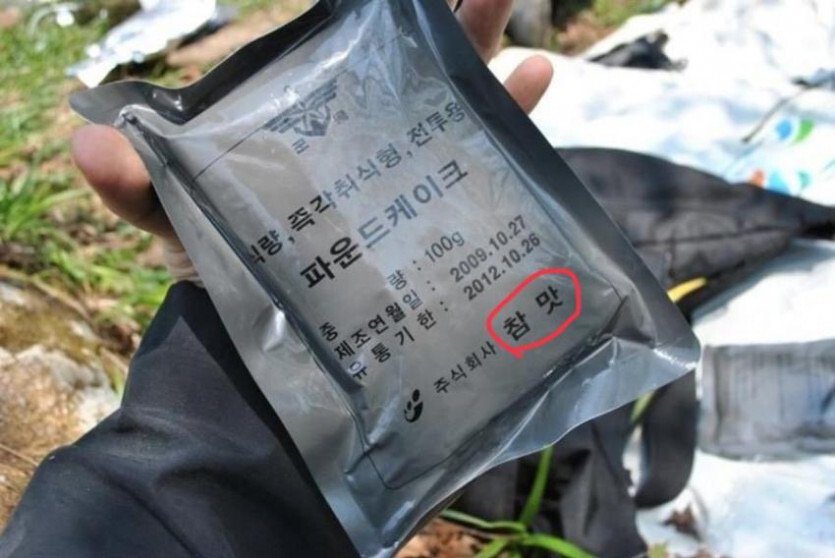 식량, 즉각취식형, 전투용
파운드케이크
중 량 : 100g
제조연월일 : 2009.10.27
유통기한 : 2012.10.26
주식회사 참맛